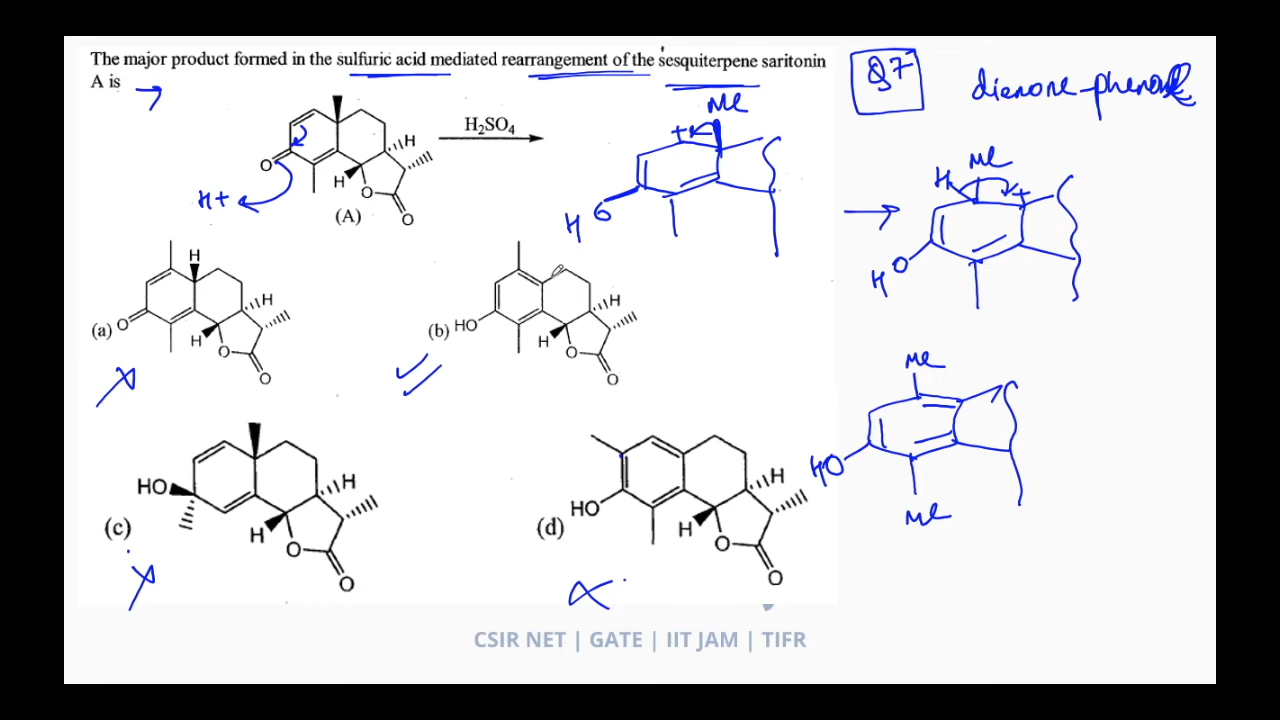 The major product formed in the sulfuric acid mediated rearrangement of the sesquiterpene saritonin
A is
Q7
dienone-phenol
Me
H₂SO₄
H
H
O
O
O
(A)
H+
H
O
Me
H
+
H
O
H
H
H
O
O
O
(a)
H
H
HO
O
O
(b)
Me
HO
Me
HO
H
H
O
O
(c)
H
H
HO
O
O
(d)
CSIR NET | GATE | IIT JAM | TIFR